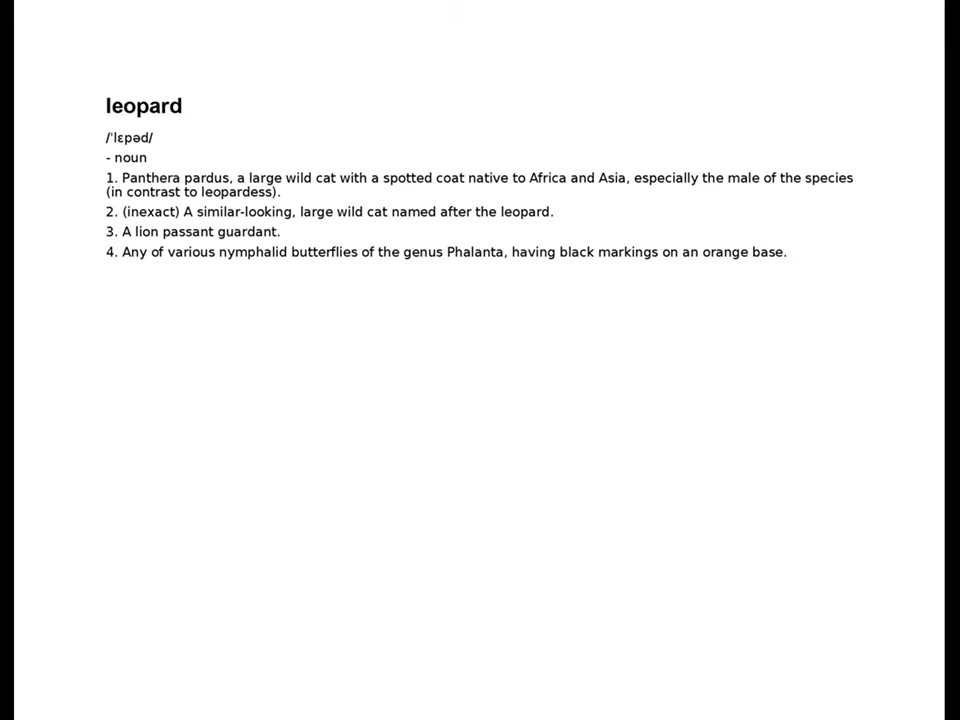 leopard
/ˈlɛpəd/
- noun
1. Panthera pardus, a large wild cat with a spotted coat native to Africa and Asia, especially the male of the species
(in contrast to leopardess).
2. (inexact) A similar-looking, large wild cat named after the leopard.
3. A lion passant guardant.
4. Any of various nymphalid butterflies of the genus Phalanta, having black markings on an orange base.